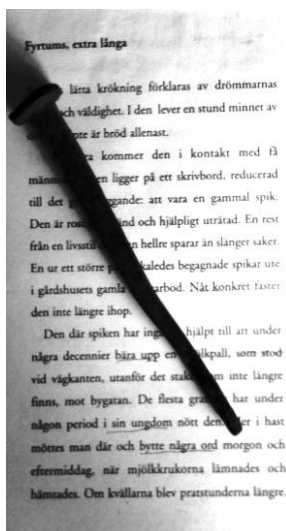 Fyrtums, extra långa
lätta krökning förklaras av drömmarnas
och väldighet. I den lever en stund minnet av
inte är bröd allenast.
kommer den i kontakt med få
en ligger på ett skrivbord, reducerad
till det att vara en gammal spik.
Den är och hjälpligt uträtad. En rest
från en livsstil hellre sparar än slänger saker.
En ur ett större begagnade spikar ute
i gårdshusets gamla Nåt konkret fäster
den inte längre ihop.
Den där spiken har hjälpt till att under
några decennier bära upp en som stod
vid vägkanten, utanför det inte längre
finns, mot bygatan. De flesta har under
någon period i sin ungdom nött den i hast
möttes man där och bytte några ord morgon och
eftermiddag, när mjölkkrukorna lämnades och
hämtades. Om kvällarna blev pratstunderna längre.